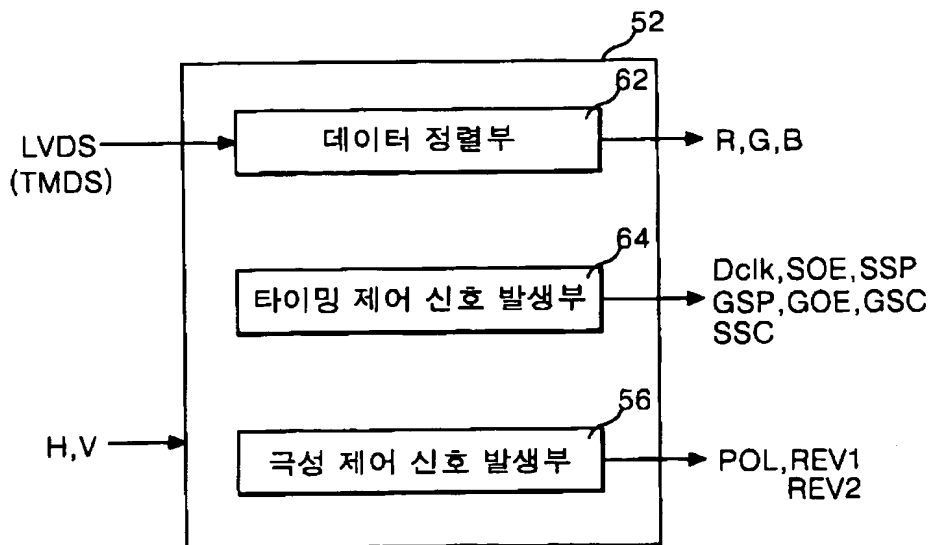 52
62
LVDS
(TMDS)
데이터 정렬부
R,G,B
64
타이밍 제어 신호 발생부
Dclk,SOE,SSP
GSP,GOE,GSC
SSC
56
H,V
극성 제어 신호 발생부
POL,REV1
REV2